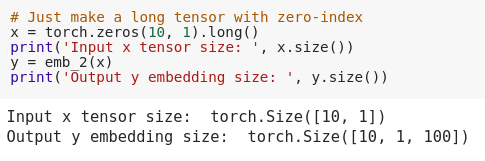 # Just make a long tensor with zero-index
x = torch.zeros(10, 1).long()
print('Input x tensor size: ', x.size())
y = emb_2(x)
print('Output y embedding size: ', y.size())
Input x tensor size:  torch.Size([10, 1])
Output y embedding size:  torch.Size([10, 1, 100])